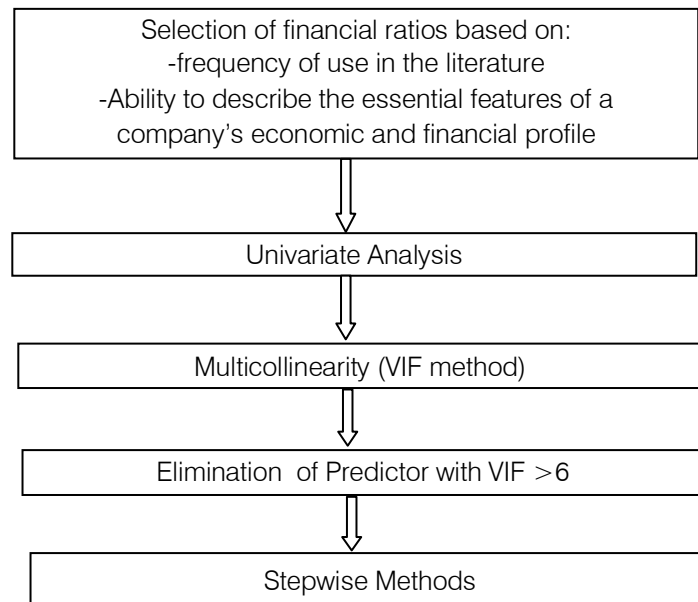 Selection of financial ratios based on:
-frequency of use in the literature
-Ability to describe the essential features of a
company’s economic and financial profile
Univariate Analysis
Multicollinearity (VIF method)
Elimination of Predictor with VIF >6
Stepwise Methods